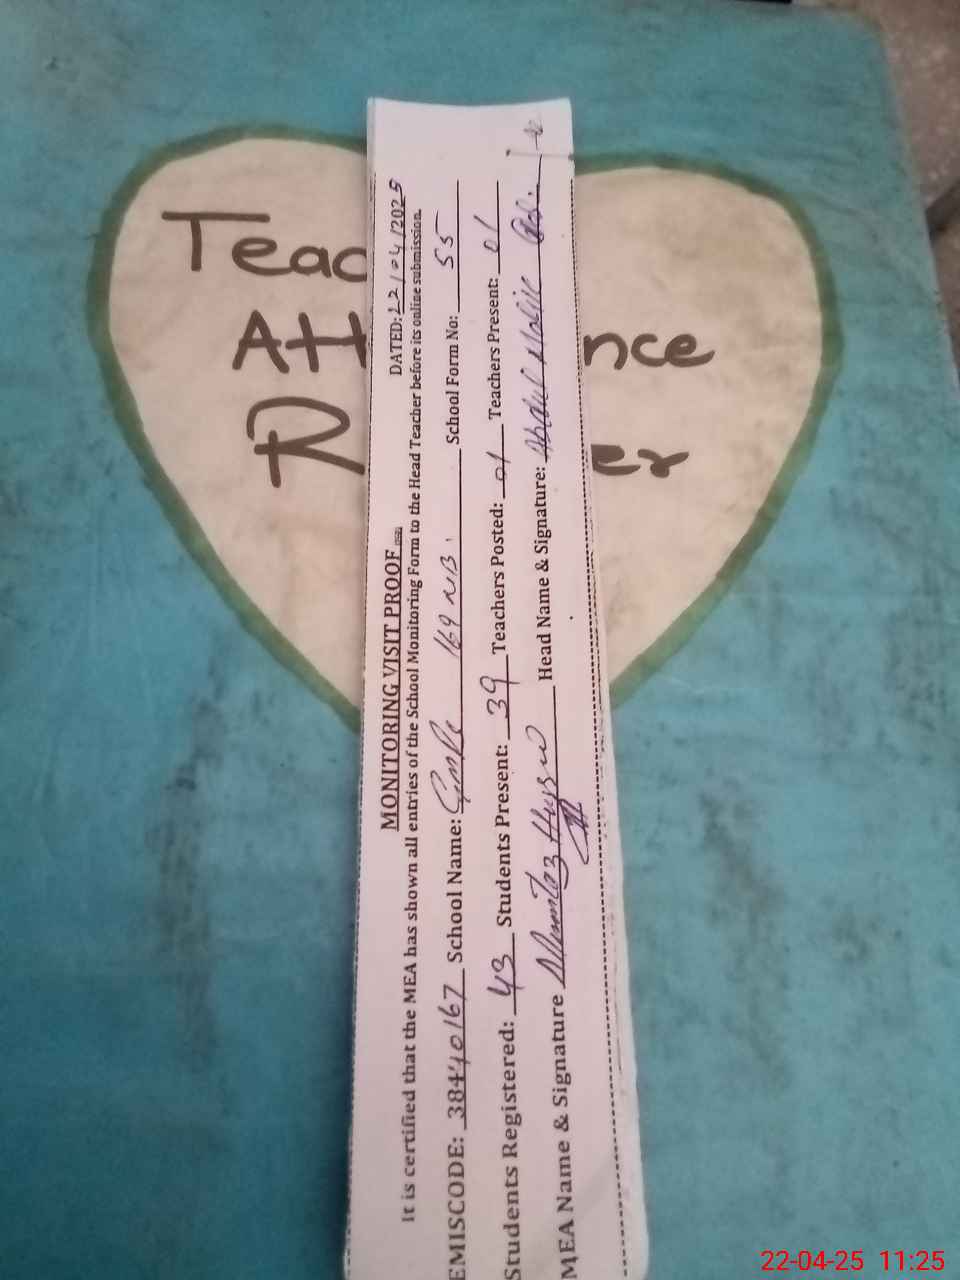 Teac
Att nce
R er
MONITORING VISIT PROOF
DATED: 22/04/2025
It is certified that the MEA has shown all entries of the School Monitoring Form to the Head Teacher before its online submission.
EMISCODE: 38440167 School Name: 169 NB. School Form No: 55
Students Registered: 43 Students Present: 39 Teachers Posted: 01 Teachers Present: 01
MEA Name & Signature Head Name & Signature: Abdul
22-04-25 11:25